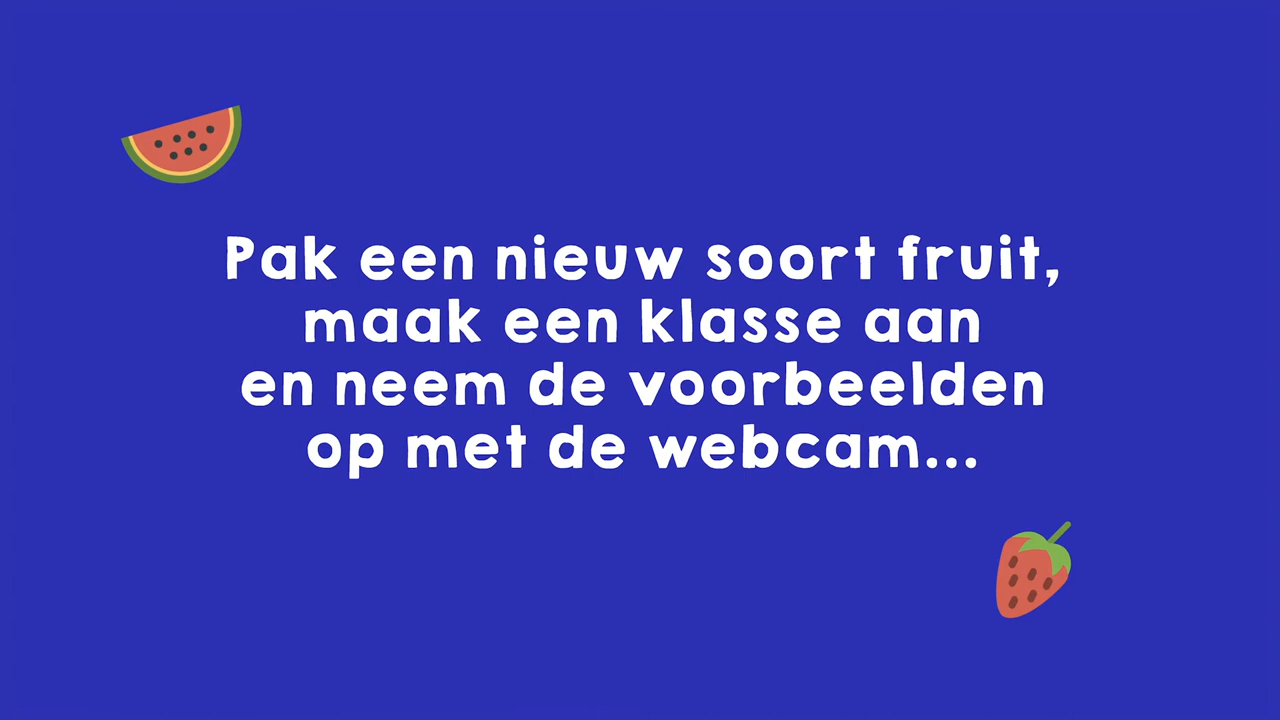 Pak een nieuw soort fruit,
maak een klasse aan
en neem de voorbeelden
op met de webcam...